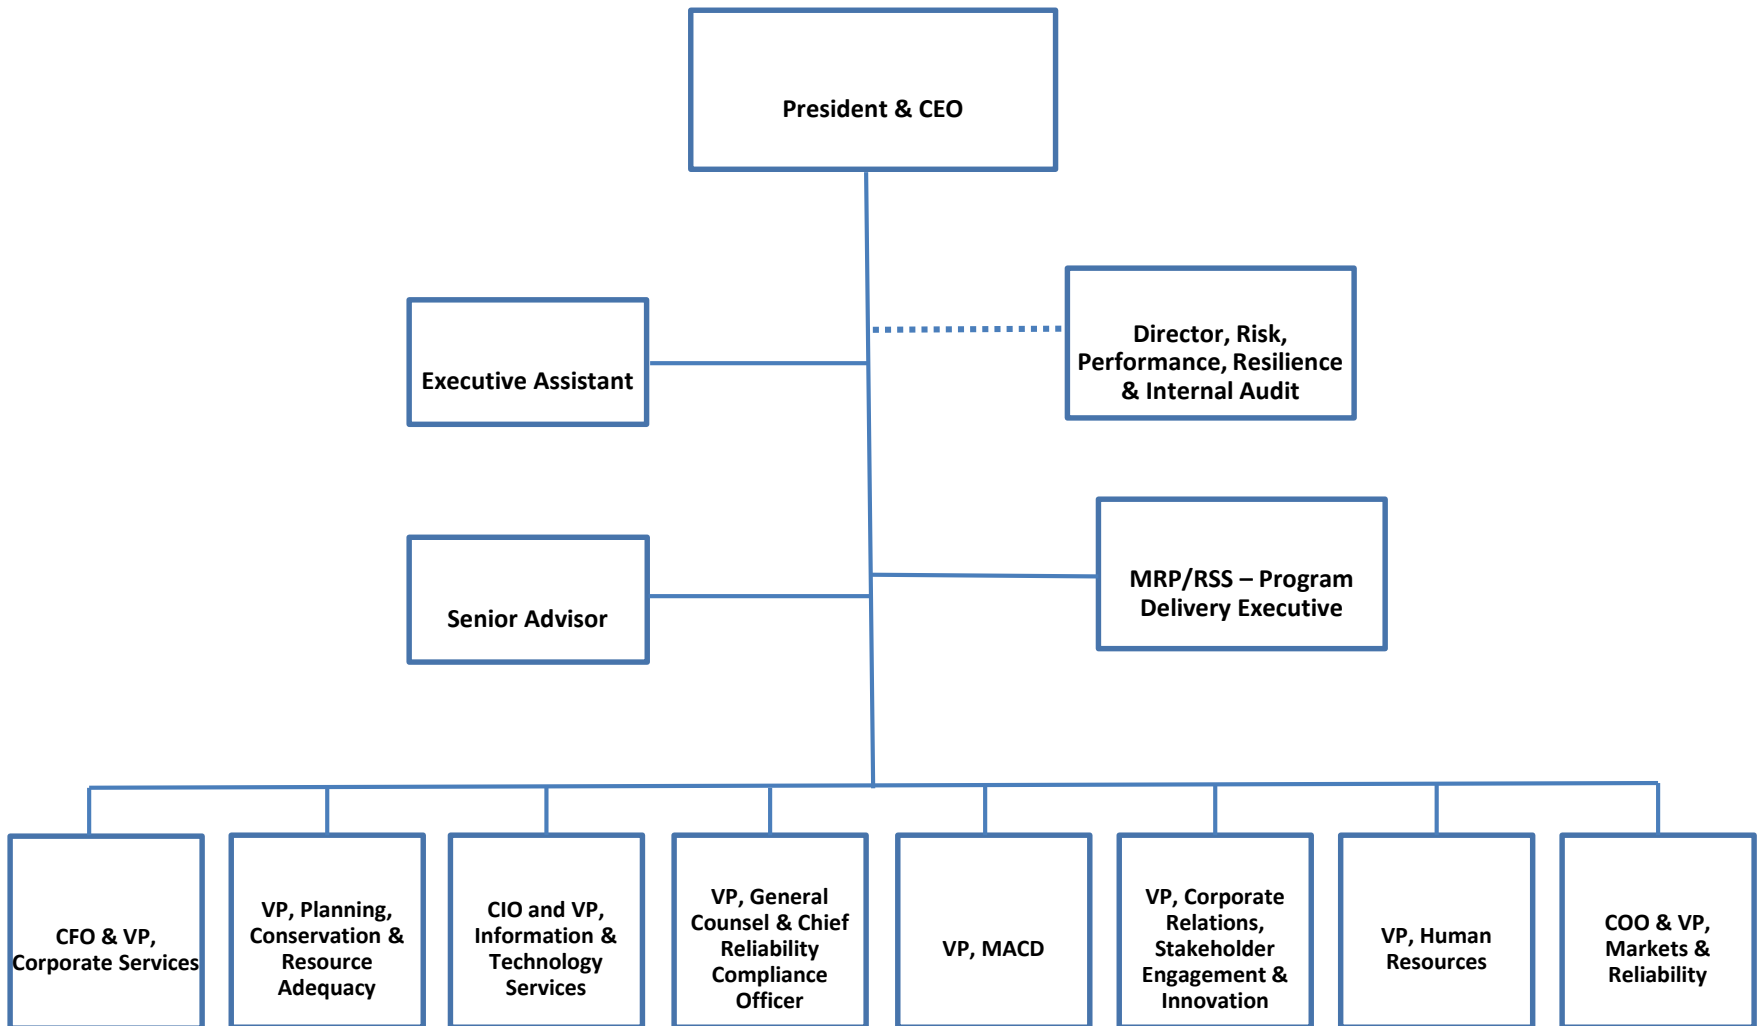 President & CEO
Director, Risk,
Performance, Resilience
& Internal Audit
Executive Assistant
MRP/RSS – Program
Delivery Executive
Senior Advisor
CFO & VP,
Corporate Services
VP, Planning,
Conservation &
Resource
Adequacy
CIO and VP,
Information &
Technology
Services
VP, General
Counsel & Chief
Reliability
Compliance
Officer
VP, MACD
VP, Corporate
Relations,
Stakeholder
Engagement &
Innovation
VP, Human
Resources
COO & VP,
Markets &
Reliability